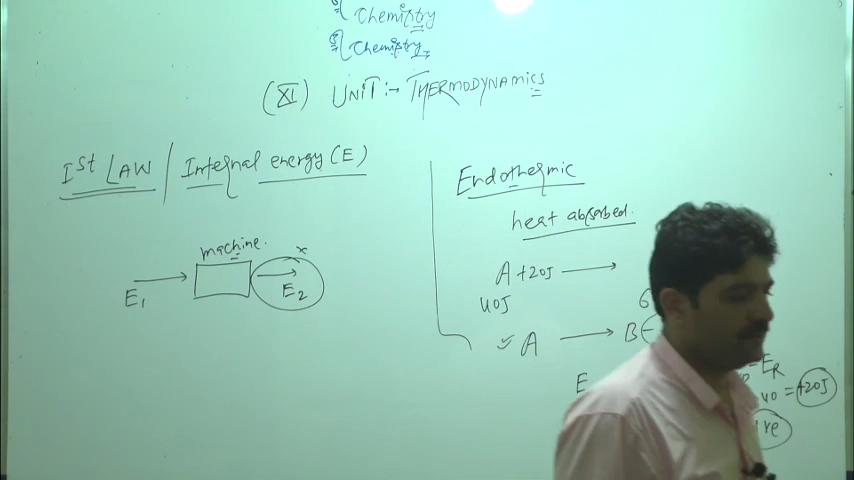 Chemistry
Chemistry
(XI) UNIT :- THERMODYNAMICS
Ist LAW / Internal energy (E)
machine.
x
E1
E2
Endothermic
heat absorbed.
A + 20J →
40J
A → B
E
ER
40 = +20J
ve